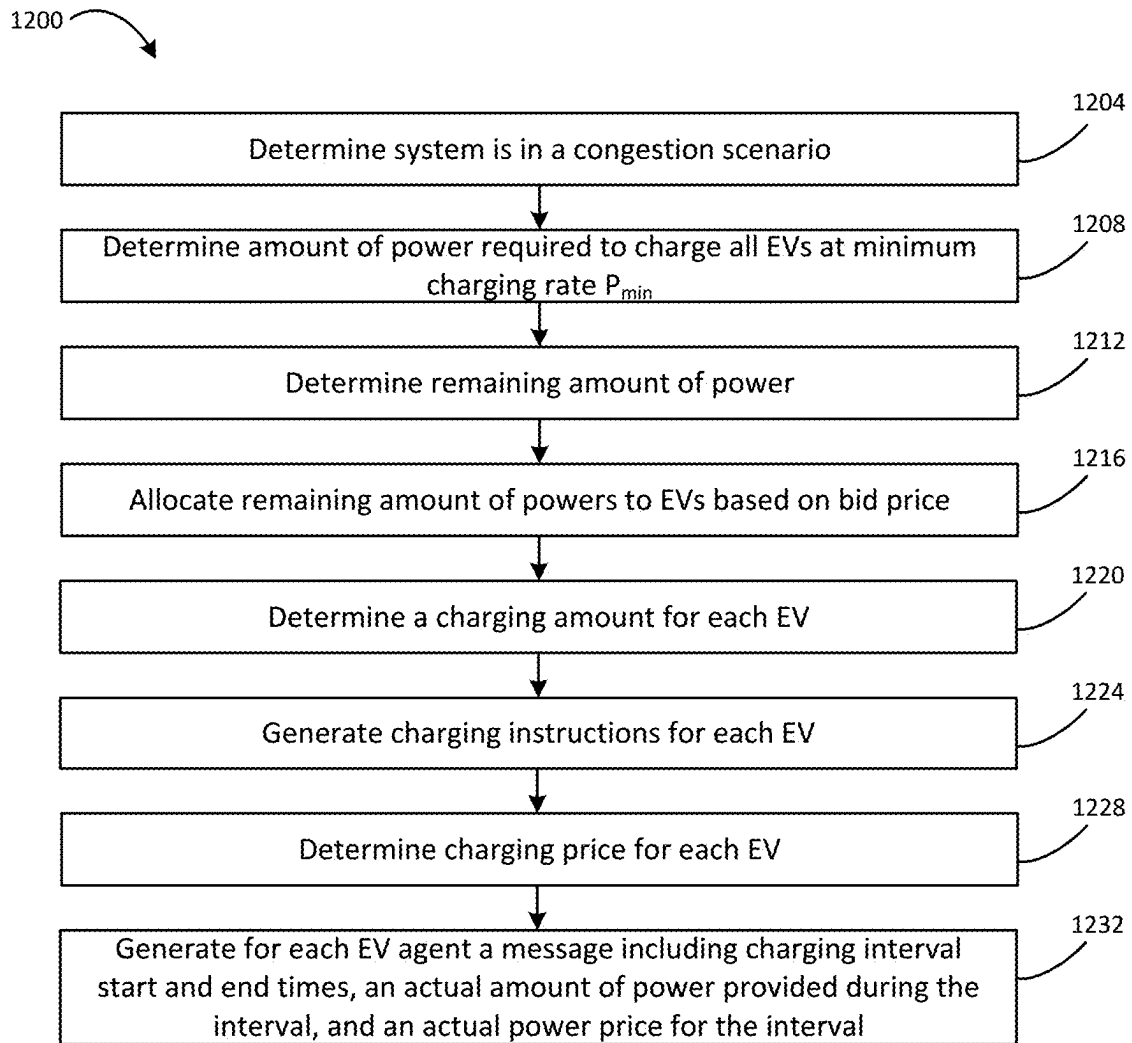 1200
1204
Determine system is in a congestion scenario
1208
Determine amount of power required to charge all EVs at minimum
charging rate Pmin
1212
Determine remaining amount of power
1216
Allocate remaining amount of powers to EVs based on bid price
1220
Determine a charging amount for each EV
1224
Generate charging instructions for each EV
1228
Determine charging price for each EV
1232
Generate for each EV agent a message including charging interval
start and end times, an actual amount of power provided during the
interval, and an actual power price for the interval